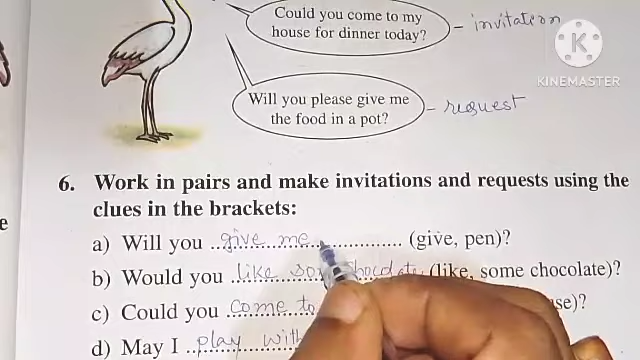 Could you come to my
house for dinner today? – invitation
KINEMASTER
Will you please give me
the food in a pot? – request
6. Work in pairs and make invitations and requests using the
clues in the brackets:
e
a) Will you ..give me............... (give, pen)?
b) Would you like some chocolate (like, some chocolate)?
c) Could you come to
d) May I ..play with